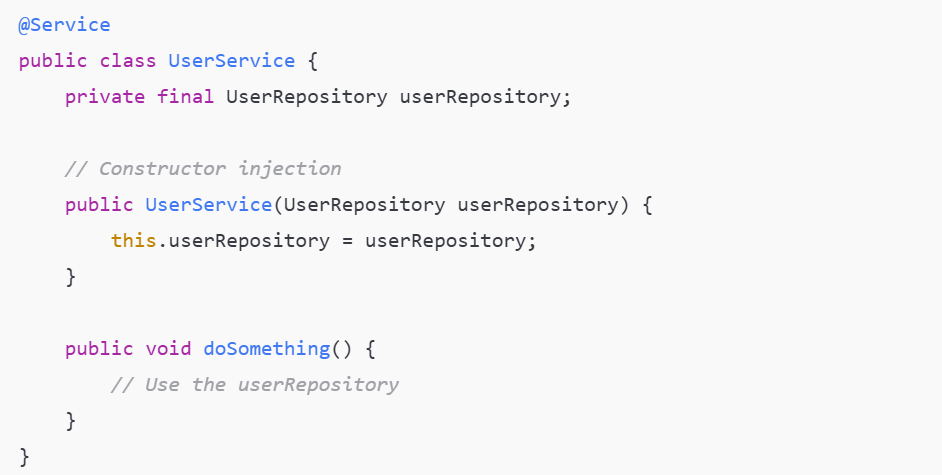 @Service
public class UserService {
    private final UserRepository userRepository;
    // Constructor injection
    public UserService(UserRepository userRepository) {
        this.userRepository = userRepository;
    }
    public void doSomething() {
        // Use the userRepository
    }
}